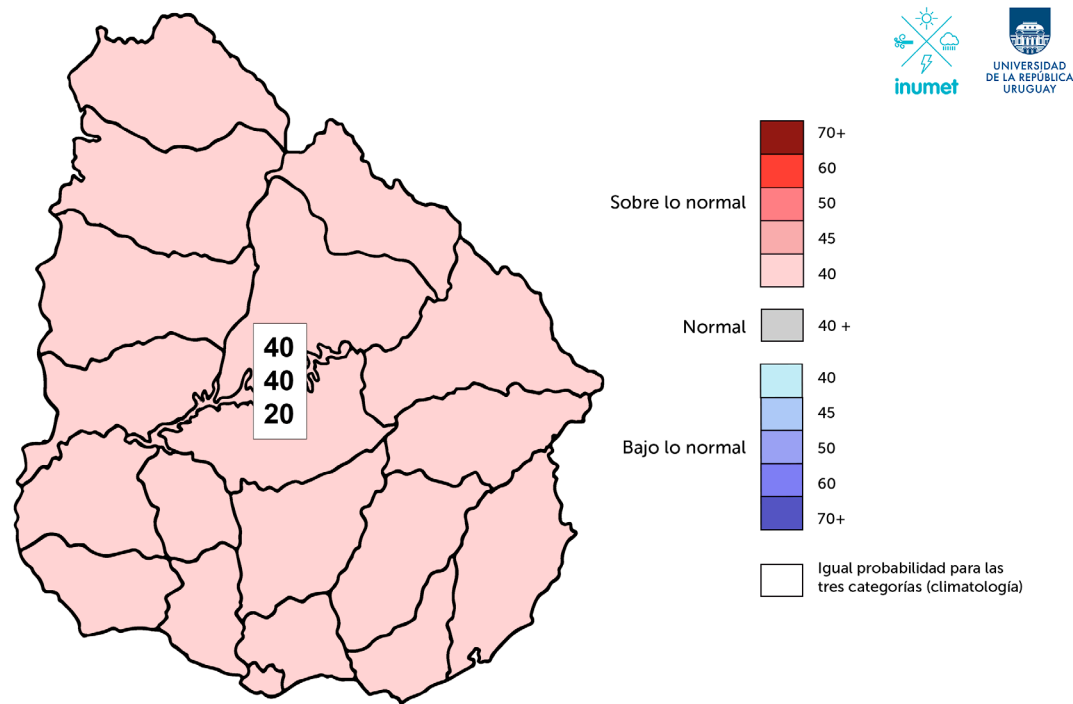 inumet
UNIVERSIDAD
DE LA REPÚBLICA
URUGUAY
Sobre lo normal
70+
60
50
45
40
Normal
40 +
Bajo lo normal
40
45
50
60
70+
Igual probabilidad para las
tres categorías (climatología)
40
40
20